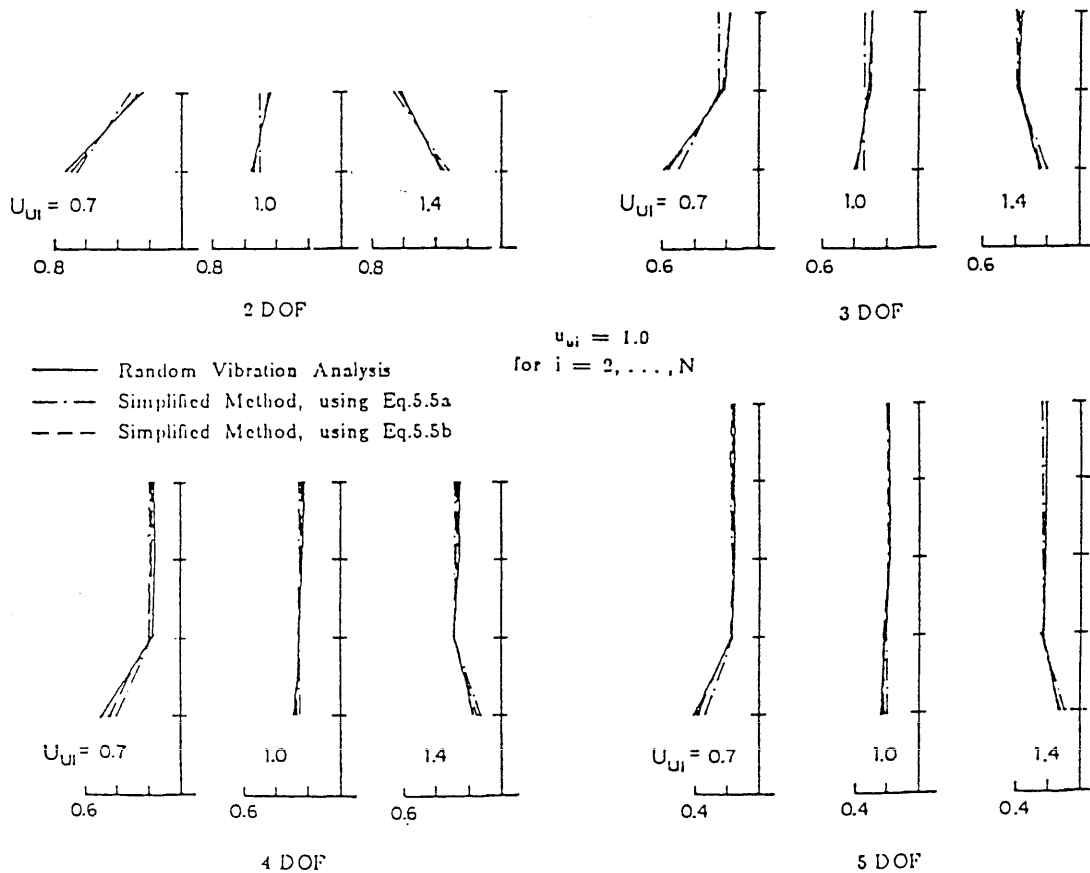 U_UI = 0.7
1.0
1.4
0.8
0.8
0.8
2 DOF
U_UI = 0.7
1.0
1.4
0.6
0.6
0.6
3 DOF
u_ui = 1.0
for i = 2, . . . , N
Random Vibration Analysis
Simplified Method, using Eq.5.5a
Simplified Method, using Eq.5.5b
U_UI = 0.7
1.0
1.4
0.6
0.6
0.6
4 DOF
U_UI = 0.7
1.0
1.4
0.4
0.4
0.4
5 DOF